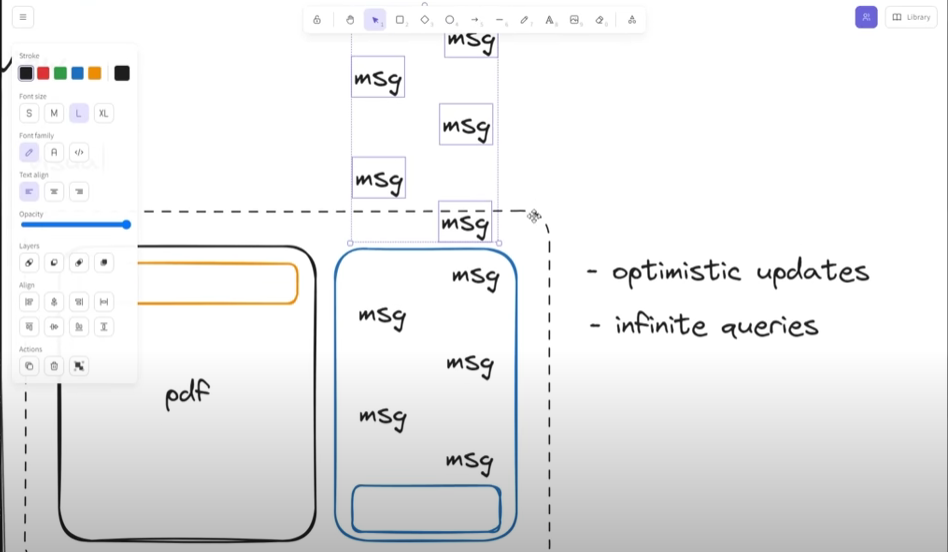 Library
Stroke
Font size
S M L XL
Font family
A </>
Text align
Opacity
Layers
Align
Actions
msg
msg
msg
msg
msg
msg
msg
msg
msg
msg
pdf
- optimistic updates
- infinite queries